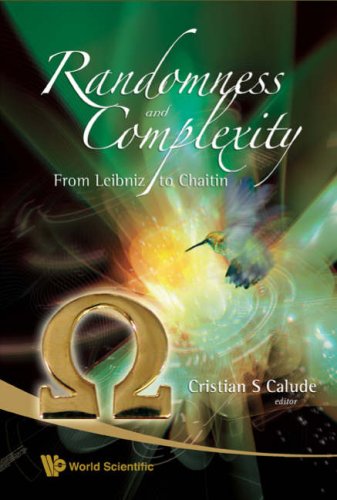 Randomness
and
Complexity
From Leibniz to Chaitin
Ω
Cristian S Calude
editor
World Scientific